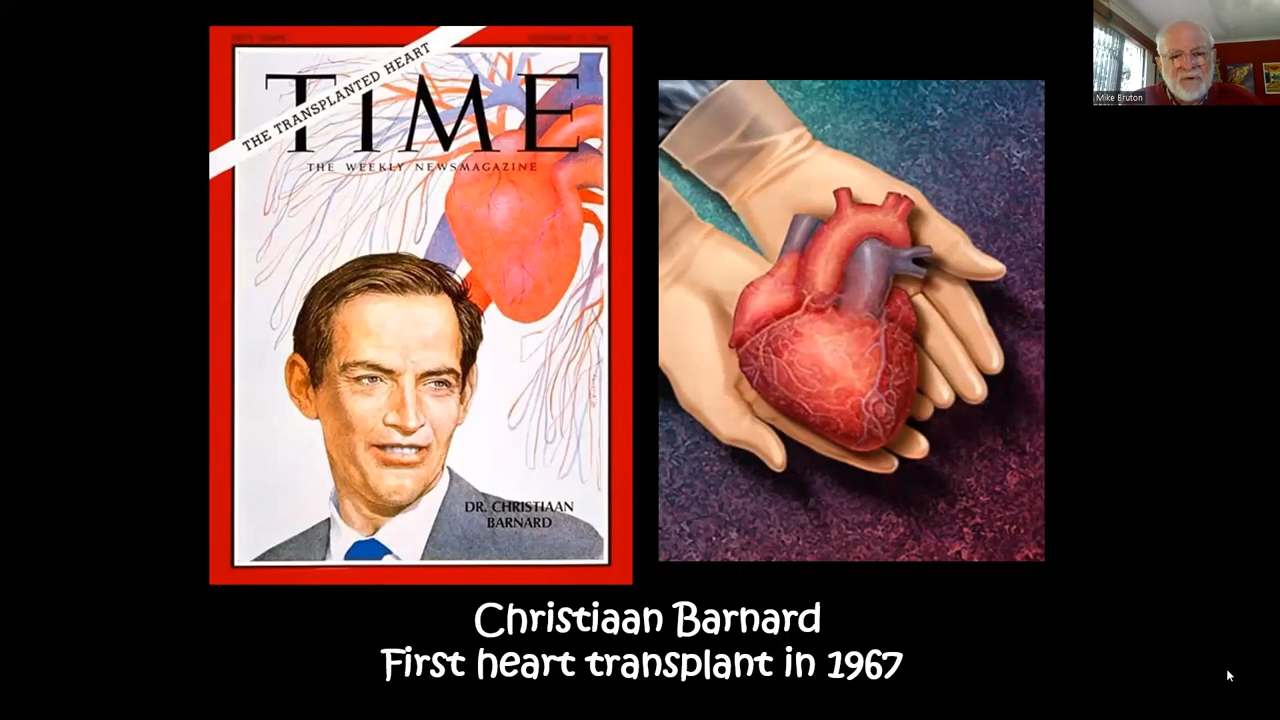 THE TRANSPLANTED HEART
TIME
THE WEEKLY NEWSMAGAZINE
DR. CHRISTIAAN
BARNARD
Mike Bruton
Christiaan Barnard
First heart transplant in 1967